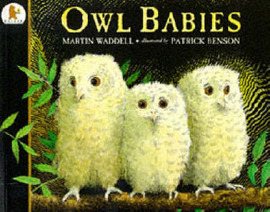 OWL BABIES
MARTIN WADDELL • illustrated by PATRICK BENSON